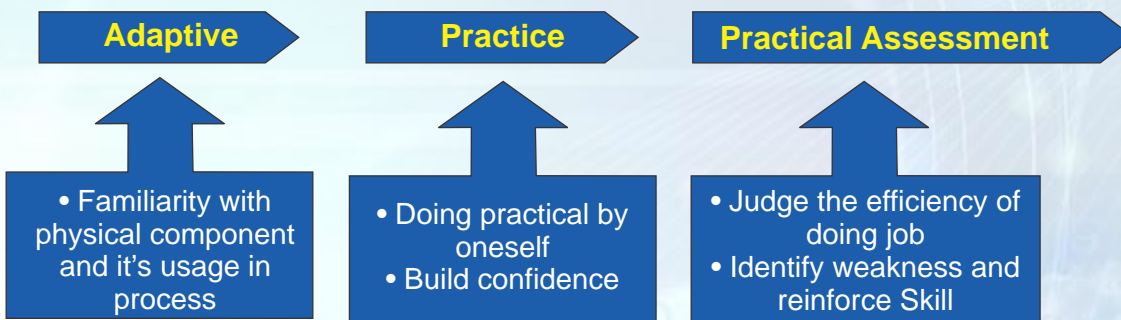 Adaptive
Practice
Practical Assessment
• Familiarity with
physical component
and it's usage in
process
• Doing practical by
oneself
• Build confidence
• Judge the efficiency of
doing job
• Identify weakness and
reinforce Skill